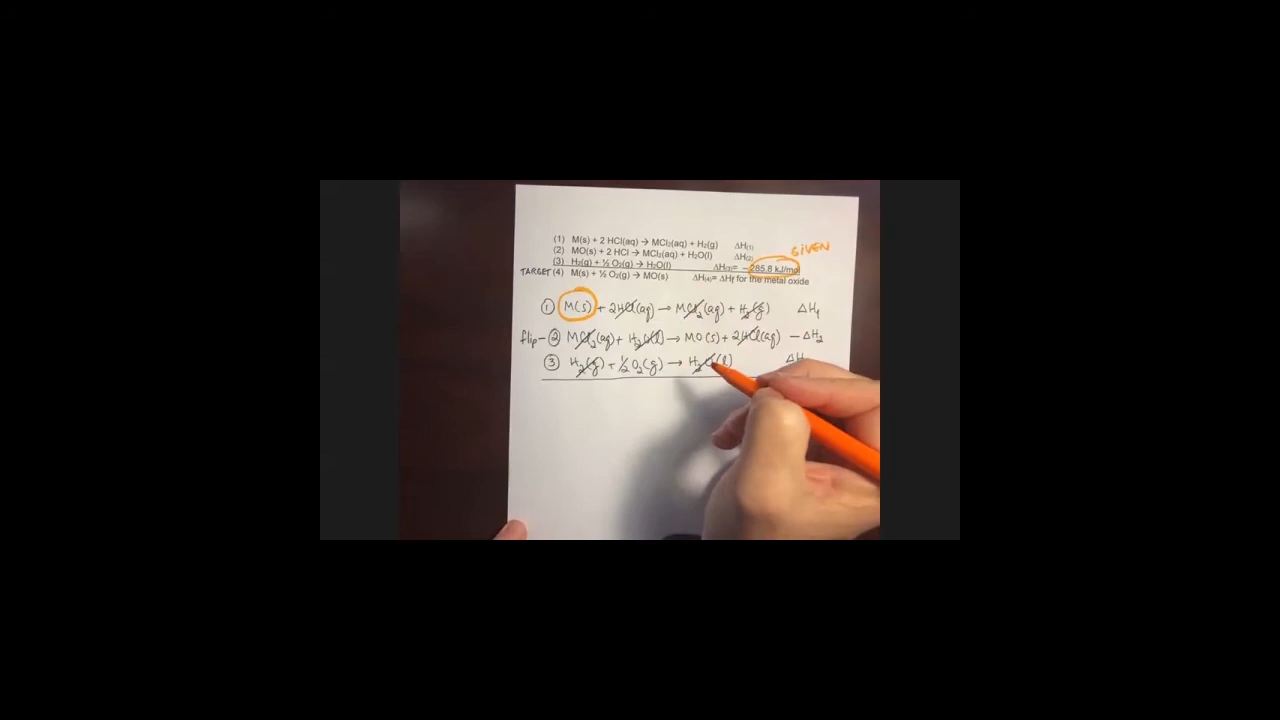 (1) M(s) + 2 HCl(aq) → MCl₂(aq) + H₂(g) ΔH(1)
GIVEN
(2) MO(s) + 2 HCl → MCl₂(aq) + H₂O(l) ΔH(2)
(3) H₂(g) + ½ O₂(g) → H₂O(l) ΔH(3)= −285.8 kJ/mol
TARGET (4) M(s) + ½ O₂(g) → MO(s) ΔH(4)= ΔHf for the metal oxide
① M(s) + 2HCl(aq) → MCl₂(aq) + H₂(g) ΔH₁
flip - ② MCl₂(aq) + H₂O(l) → MO(s) + 2HCl(aq) − ΔH₂
③ H₂(g) + ½ O₂(g) → H₂O(l) ΔH